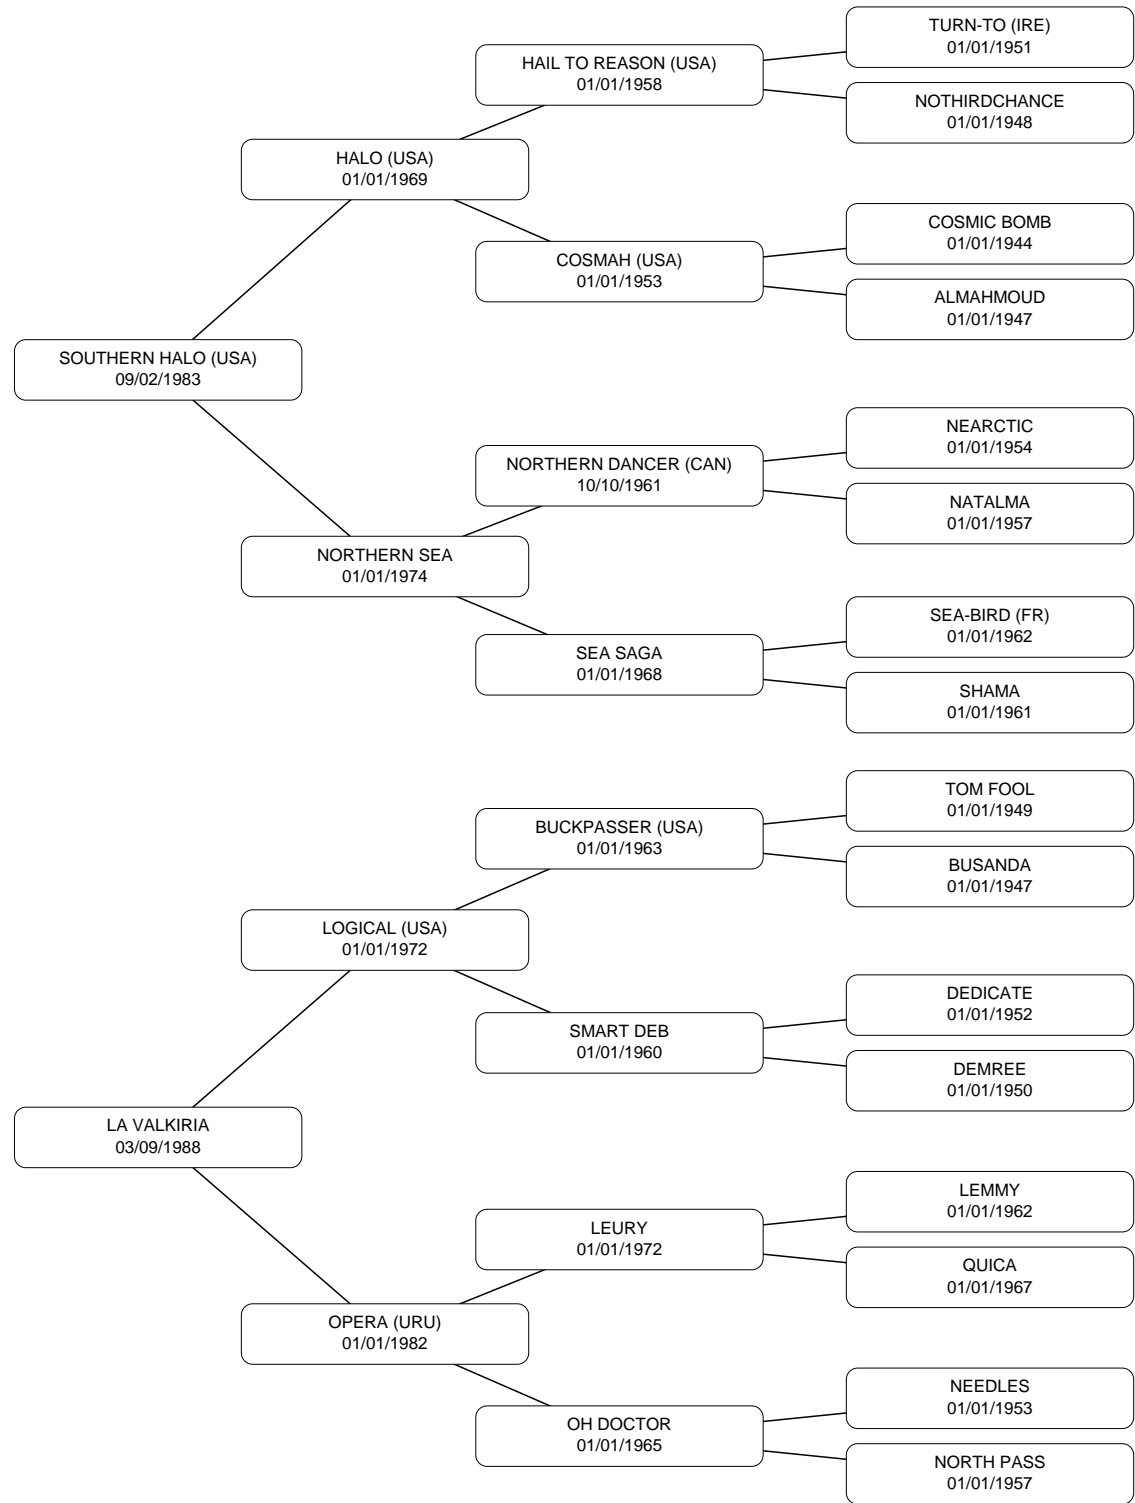 TURN-TO (IRE)
01/01/1951
HAIL TO REASON (USA)
01/01/1958
NOTHIRDCHANCE
01/01/1948
HALO (USA)
01/01/1969
COSMIC BOMB
01/01/1944
COSMAH (USA)
01/01/1953
ALMAHMOUD
01/01/1947
SOUTHERN HALO (USA)
09/02/1983
NEARCTIC
01/01/1954
NORTHERN DANCER (CAN)
10/10/1961
NATALMA
01/01/1957
NORTHERN SEA
01/01/1974
SEA-BIRD (FR)
01/01/1962
SEA SAGA
01/01/1968
SHAMA
01/01/1961
TOM FOOL
01/01/1949
BUCKPASSER (USA)
01/01/1963
BUSANDA
01/01/1947
LOGICAL (USA)
01/01/1972
DEDICATE
01/01/1952
SMART DEB
01/01/1960
DEMREE
01/01/1950
LA VALKIRIA
03/09/1988
LEMMY
01/01/1962
LEURY
01/01/1972
QUICA
01/01/1967
OPERA (URU)
01/01/1982
NEEDLES
01/01/1953
OH DOCTOR
01/01/1965
NORTH PASS
01/01/1957